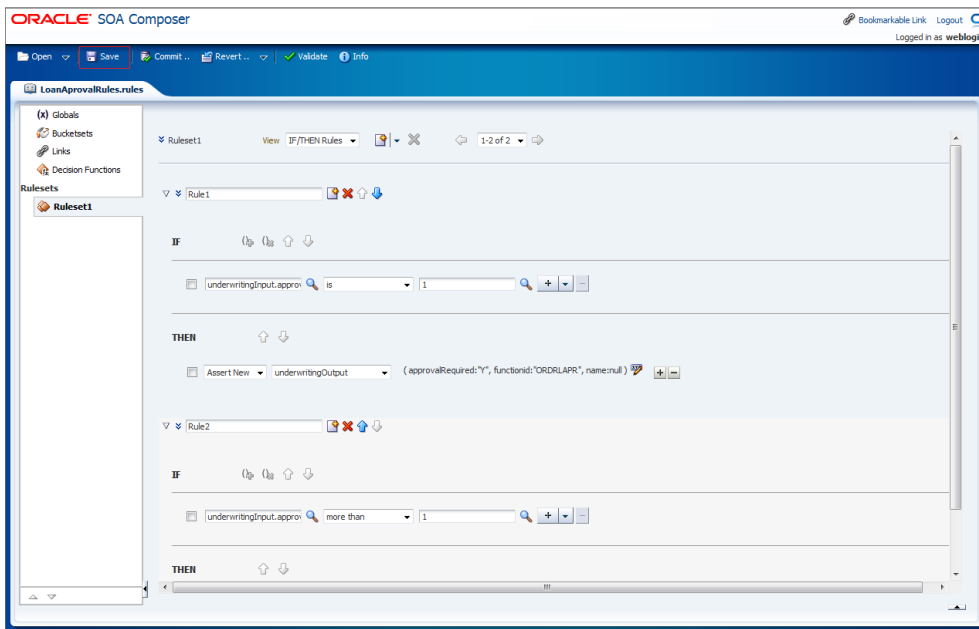 ORACLE SOA Composer
Bookmarkable Link Logout
Logged in as weblogi
Open Save Commit .. Revert .. Validate Info
LoanAprovalRules.rules
(x) Globals
Bucketsets
Links
Decision Functions
Rulesets
Ruleset1
Ruleset1 View IF/THEN Rules 1-2 of 2
Rule1
IF
underwritingInput.approv is 1
THEN
Assert New underwritingOutput ( approvalRequired:"Y", functionid:"ORDRLAPR", name:null )
Rule2
IF
underwritingInput.approv more than 1
THEN